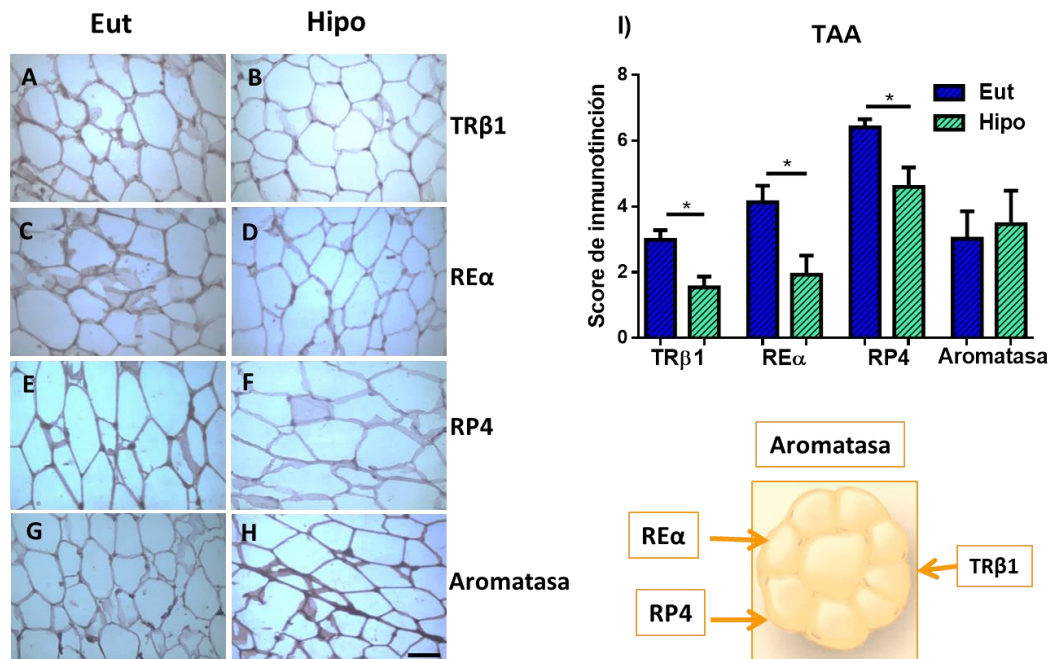 Eut
Hipo
A
B
TRβ1
C
D
REα
E
F
RP4
G
H
Aromatasa
I)
TAA
Score de inmunotinción
8
6
4
2
0
Eut
Hipo
*
*
*
TRβ1
REα
RP4
Aromatasa
Aromatasa
REα
TRβ1
RP4